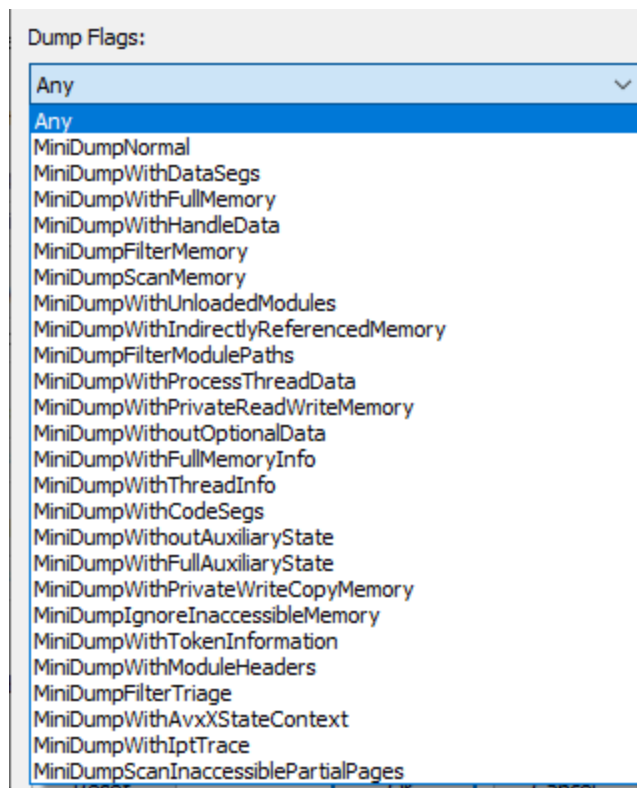 Dump Flags:
Any
Any
MiniDumpNormal
MiniDumpWithDataSegs
MiniDumpWithFullMemory
MiniDumpWithHandleData
MiniDumpFilterMemory
MiniDumpScanMemory
MiniDumpWithUnloadedModules
MiniDumpWithIndirectlyReferencedMemory
MiniDumpFilterModulePaths
MiniDumpWithProcessThreadData
MiniDumpWithPrivateReadWriteMemory
MiniDumpWithoutOptionalData
MiniDumpWithFullMemoryInfo
MiniDumpWithThreadInfo
MiniDumpWithCodeSegs
MiniDumpWithoutAuxiliaryState
MiniDumpWithFullAuxiliaryState
MiniDumpWithPrivateWriteCopyMemory
MiniDumpIgnoreInaccessibleMemory
MiniDumpWithTokenInformation
MiniDumpWithModuleHeaders
MiniDumpFilterTriage
MiniDumpWithAvxXStateContext
MiniDumpWithIptTrace
MiniDumpScanInaccessiblePartialPages